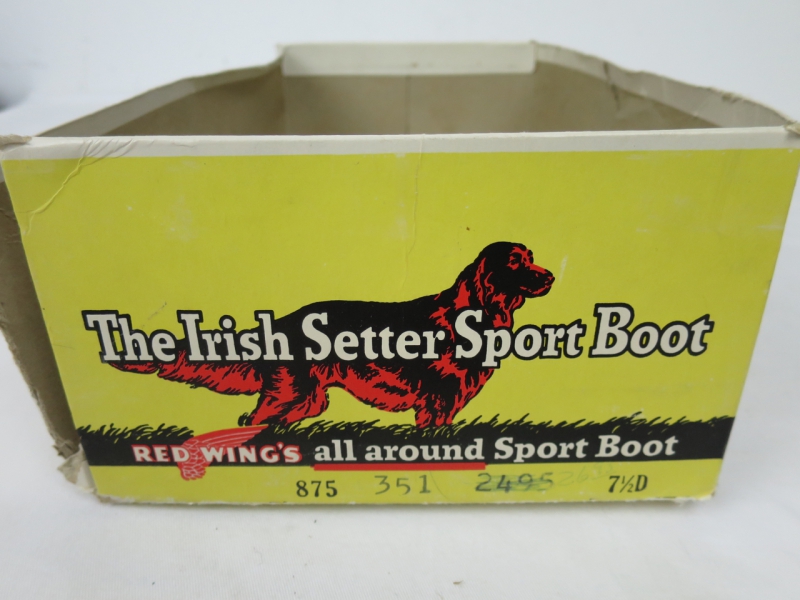 The Irish Setter Sport Boot
RED WING'S all around Sport Boot
875 351 2495 7½D